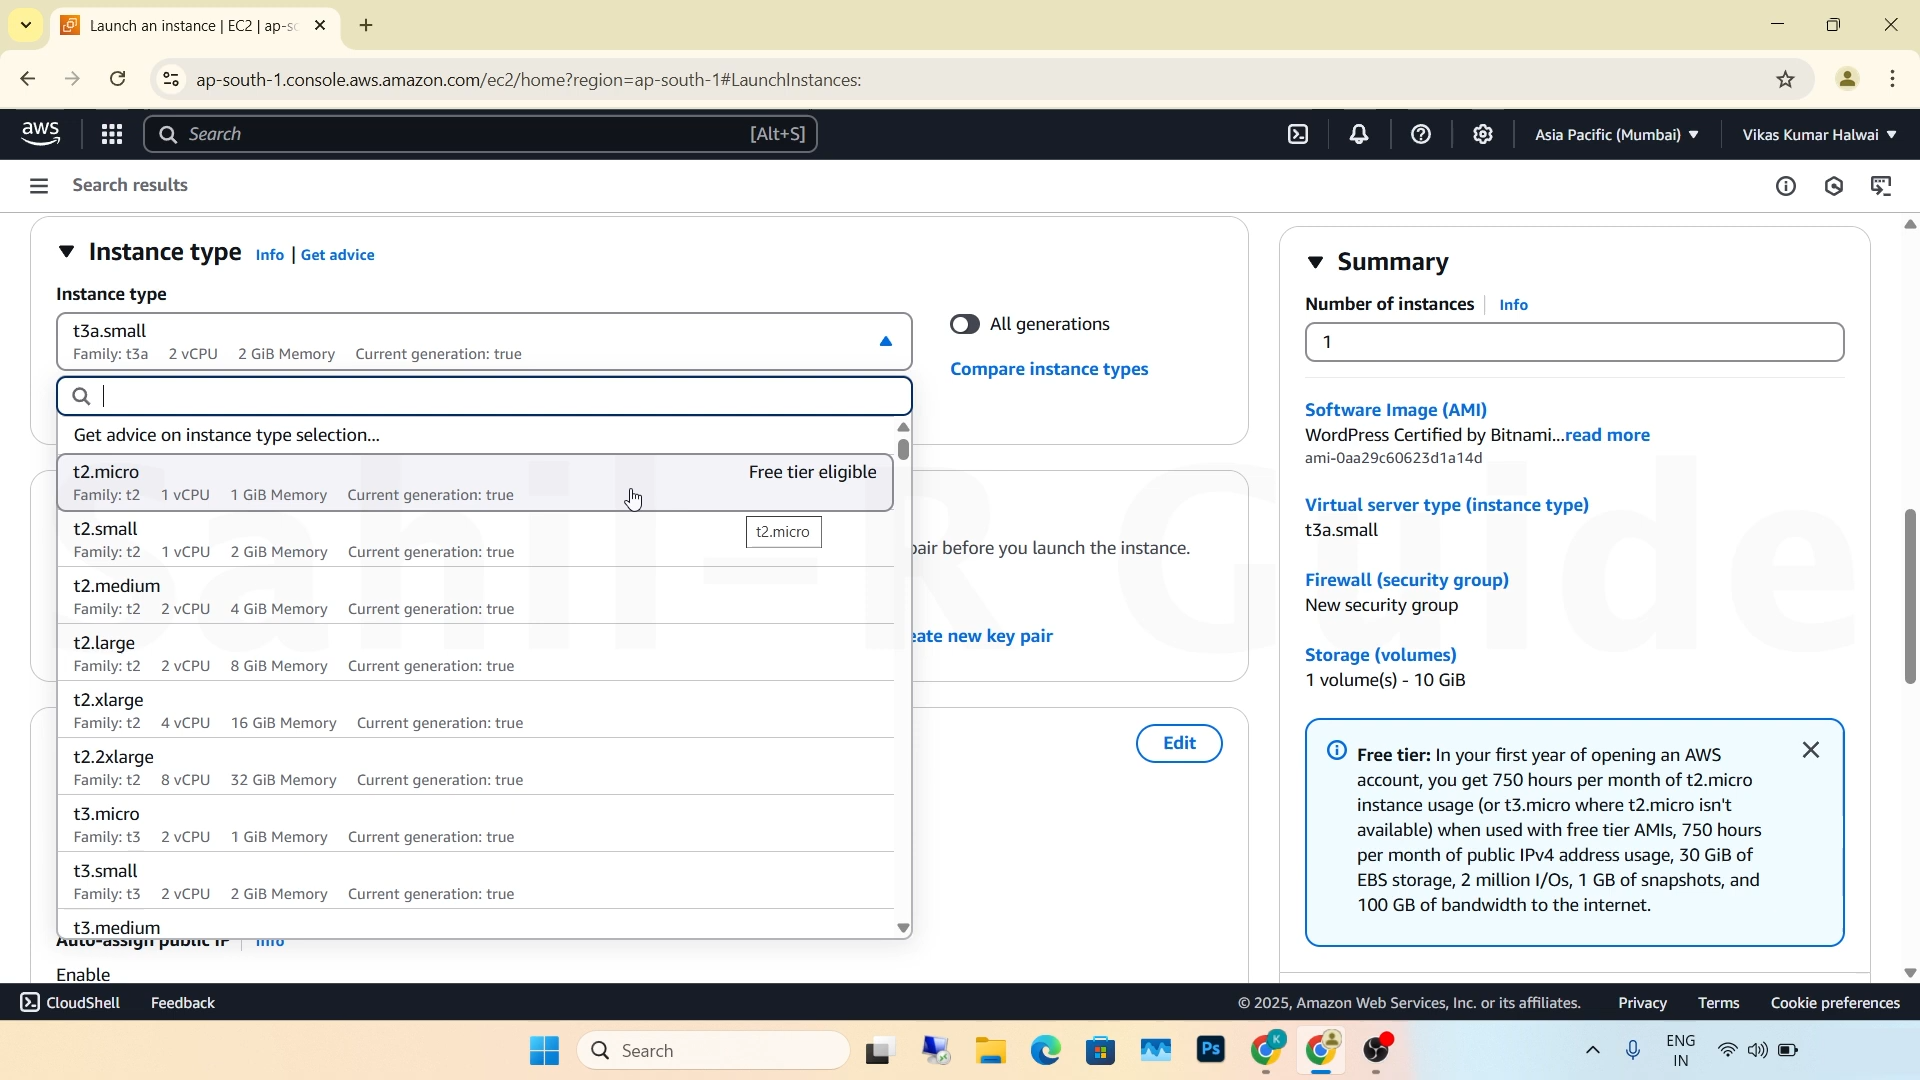 Launch an instance | EC2 | ap-so
ap-south-1.console.aws.amazon.com/ec2/home?region=ap-south-1#LaunchInstances:
aws
Search
[Alt+S]
Asia Pacific (Mumbai)
Vikas Kumar Halwai
Search results
Instance type Info | Get advice
Instance type
t3a.small
Family: t3a 2 vCPU 2 GiB Memory Current generation: true
All generations
Compare instance types
Get advice on instance type selection...
t2.micro Free tier eligible
Family: t2 1 vCPU 1 GiB Memory Current generation: true
t2.micro
t2.small
Family: t2 1 vCPU 2 GiB Memory Current generation: true
t2.medium
Family: t2 2 vCPU 4 GiB Memory Current generation: true
t2.large
Family: t2 2 vCPU 8 GiB Memory Current generation: true
t2.xlarge
Family: t2 4 vCPU 16 GiB Memory Current generation: true
t2.2xlarge
Family: t2 8 vCPU 32 GiB Memory Current generation: true
t3.micro
Family: t3 2 vCPU 1 GiB Memory Current generation: true
t3.small
Family: t3 2 vCPU 2 GiB Memory Current generation: true
t3.medium
air before you launch the instance.
ate new key pair
Edit
Auto-assign public IP Info
Enable
Summary
Number of instances Info
1
Software Image (AMI)
WordPress Certified by Bitnami...read more
ami-0aa29c60623d1a14d
Virtual server type (instance type)
t3a.small
Firewall (security group)
New security group
Storage (volumes)
1 volume(s) - 10 GiB
Free tier: In your first year of opening an AWS
account, you get 750 hours per month of t2.micro
instance usage (or t3.micro where t2.micro isn't
available) when used with free tier AMIs, 750 hours
per month of public IPv4 address usage, 30 GiB of
EBS storage, 2 million I/Os, 1 GB of snapshots, and
100 GB of bandwidth to the internet.
Sahil-R Guide
CloudShell Feedback
© 2025, Amazon Web Services, Inc. or its affiliates. Privacy Terms Cookie preferences
Search
Ps
K
ENG
IN